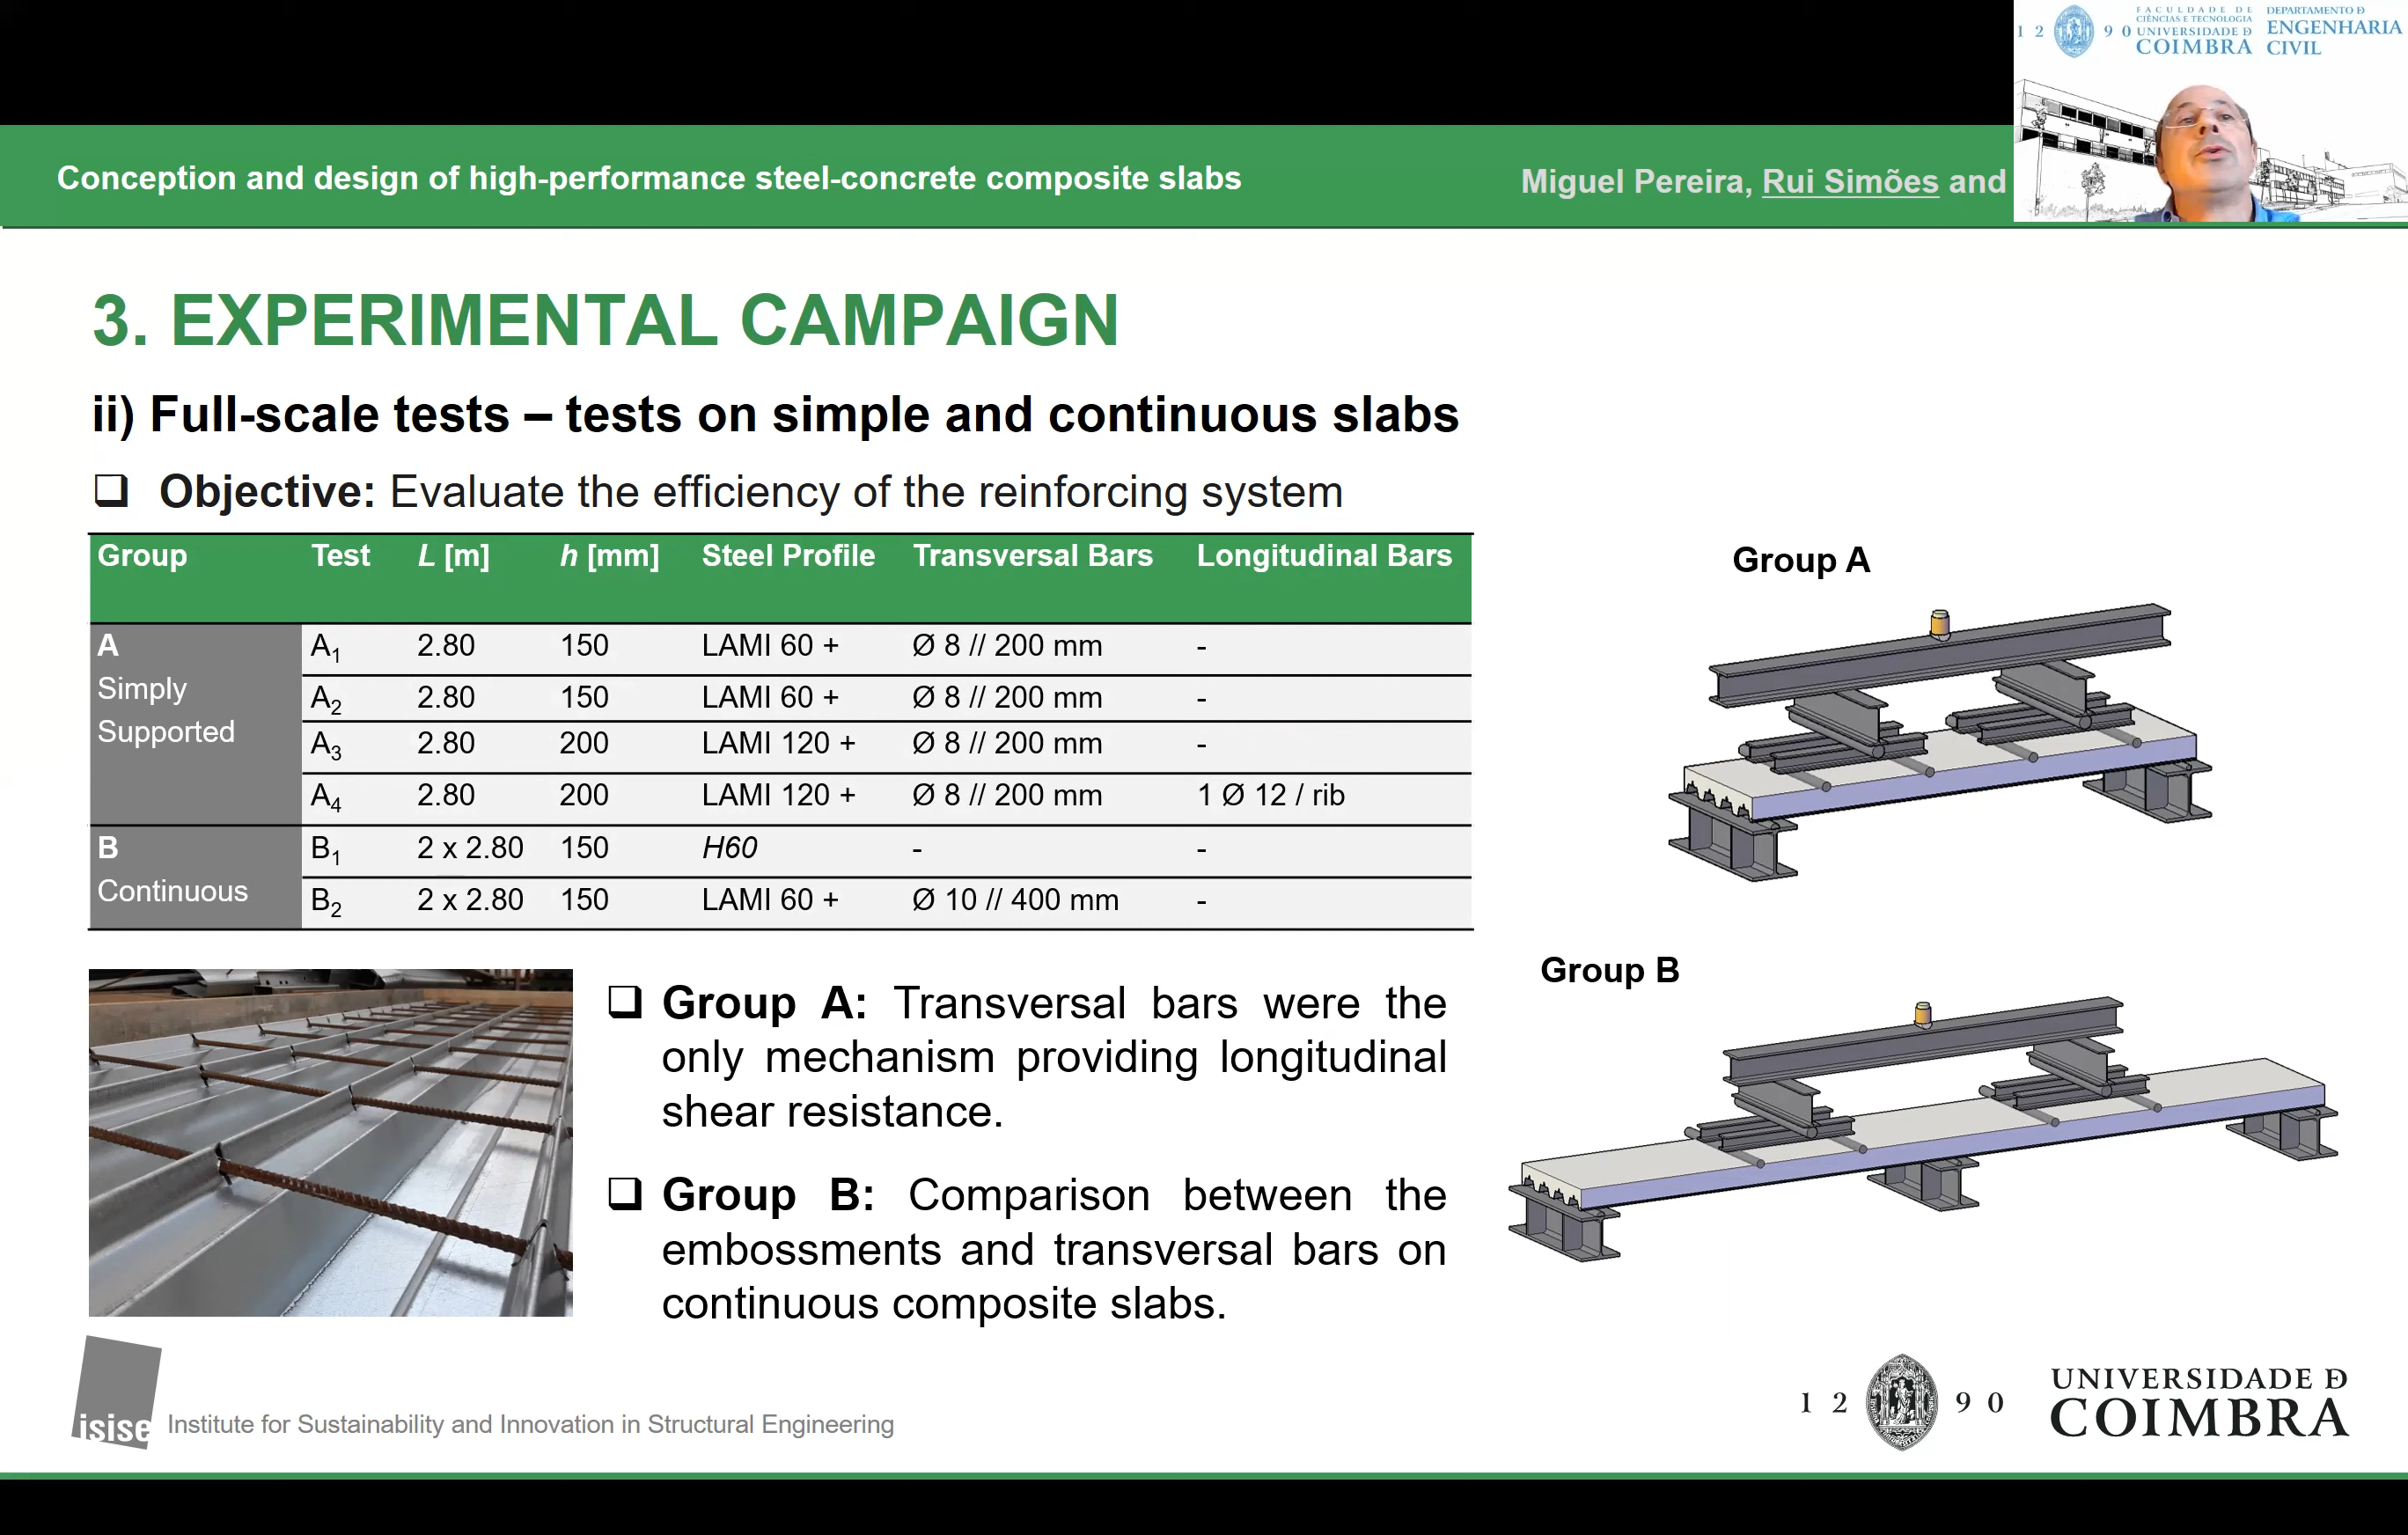 1 2 9 0
FACULDADE DE
CIÊNCIAS E TECNOLOGIA
UNIVERSIDADE Đ
COIMBRA
DEPARTAMENTO Đ
ENGENHARIA
CIVIL
Conception and design of high-performance steel-concrete composite slabs
Miguel Pereira, Rui Simões and
3. EXPERIMENTAL CAMPAIGN
ii) Full-scale tests – tests on simple and continuous slabs
❑ Objective: Evaluate the efficiency of the reinforcing system
Group Test L [m] h [mm] Steel Profile Transversal Bars Longitudinal Bars
A Simply Supported
A1 2.80 150 LAMI 60 + Ø 8 // 200 mm -
A2 2.80 150 LAMI 60 + Ø 8 // 200 mm -
A3 2.80 200 LAMI 120 + Ø 8 // 200 mm -
A4 2.80 200 LAMI 120 + Ø 8 // 200 mm 1 Ø 12 / rib
B Continuous
B1 2 x 2.80 150 H60 - -
B2 2 x 2.80 150 LAMI 60 + Ø 10 // 400 mm -
Group A
Group B
❑ Group A: Transversal bars were the
only mechanism providing longitudinal
shear resistance.
❑ Group B: Comparison between the
embossments and transversal bars on
continuous composite slabs.
isise
Institute for Sustainability and Innovation in Structural Engineering
1 2 9 0
UNIVERSIDADE Đ
COIMBRA